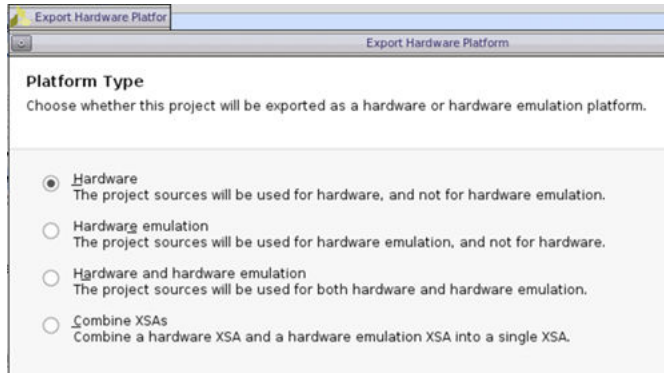 Export Hardware Platfor
Export Hardware Platform
Platform Type
Choose whether this project will be exported as a hardware or hardware emulation platform.
Hardware
The project sources will be used for hardware, and not for hardware emulation.
Hardware emulation
The project sources will be used for hardware emulation, and not for hardware.
Hardware and hardware emulation
The project sources will be used for both hardware and hardware emulation.
Combine XSAs
Combine a hardware XSA and a hardware emulation XSA into a single XSA.